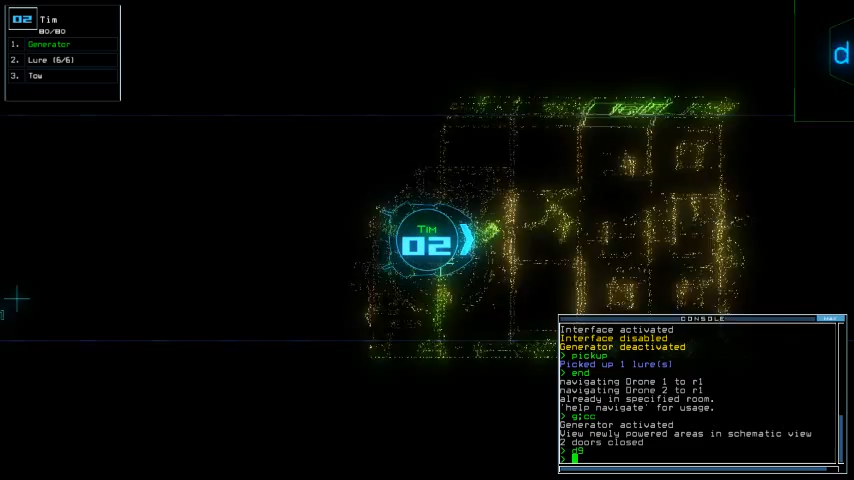 02 Tim
80/80
1. Generator
2. Lure (6/6)
3. Tow
d
Tim
02
CONSOLE
Interface activated
Interface disabled
Generator deactivated
> pickup
Picked up 1 lure(s)
> end
navigating Drone 1 to r1
navigating Drone 2 to r1
already in specified room.
'help navigate' for usage.
> g;cc
Generator activated
View newly powered areas in schematic view
2 doors closed
> d9
>